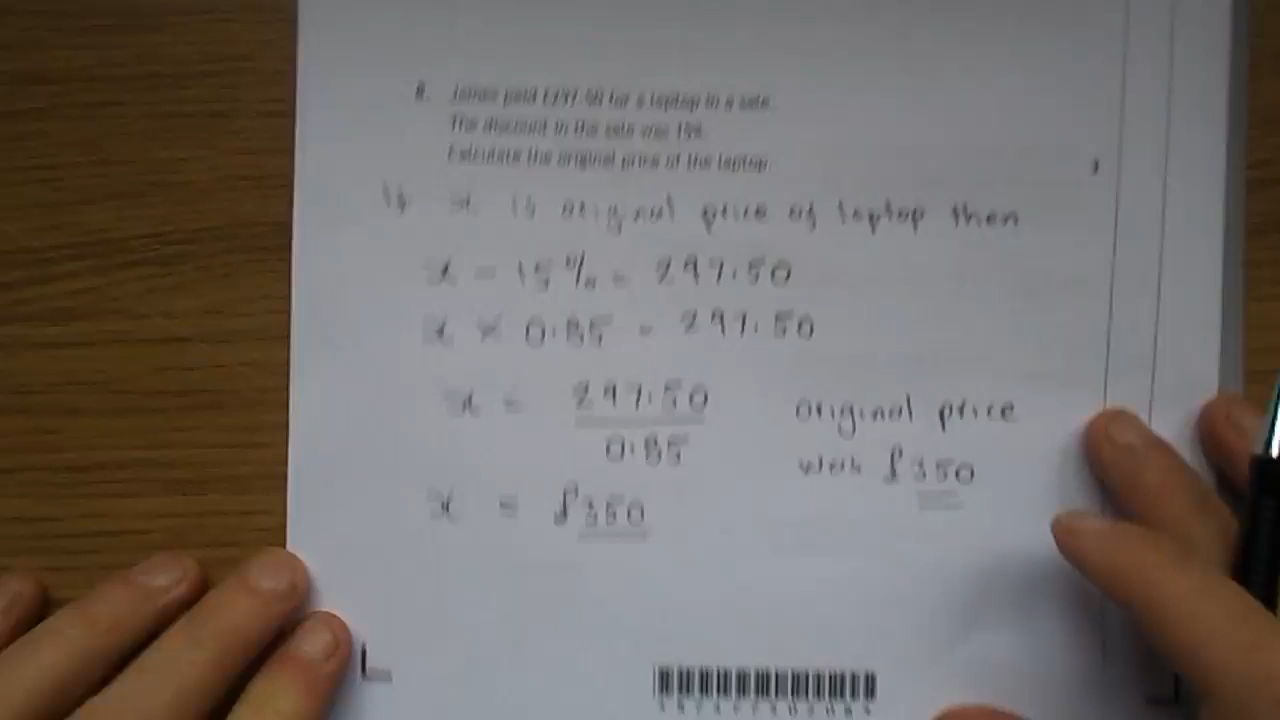 8. James paid £297·50 for a laptop in a sale.
The discount in the sale was 15%.
Calculate the original price of the laptop.
3
If x is original price of laptop then
x - 15% = 297.50
x × 0.85 = 297.50
x = 297.50
0.85
x = £350
original price
was £350